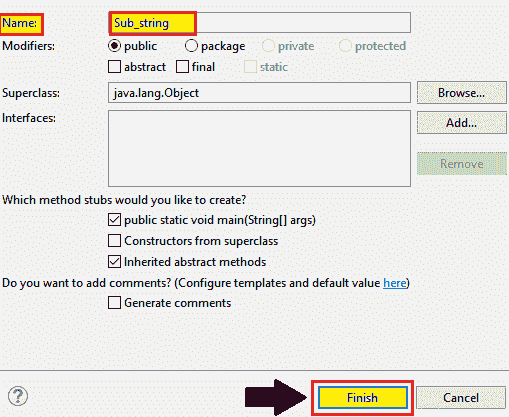 Name: Sub_string
Modifiers: public package private protected
abstract final static
Superclass: java.lang.Object Browse...
Interfaces: Add...
Remove
Which method stubs would you like to create?
public static void main(String[] args)
Constructors from superclass
Inherited abstract methods
Do you want to add comments? (Configure templates and default value here)
Generate comments
? Finish Cancel